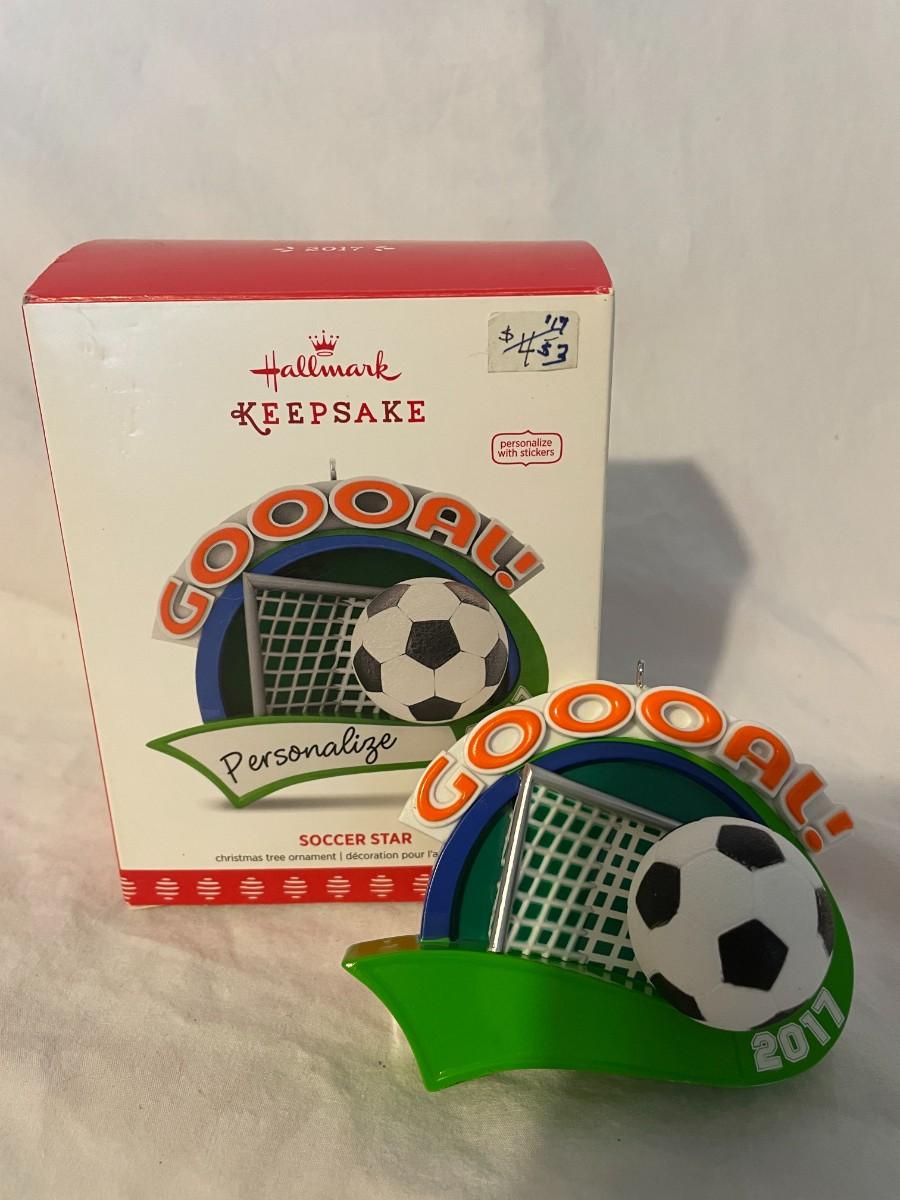 2017
Hallmark
KEEPSAKE
$4 '17
$3
personalize
with stickers
GOOOAL!
Personalize
SOCCER STAR
christmas tree ornament | décoration pour l'a
GOOOAL!
2017